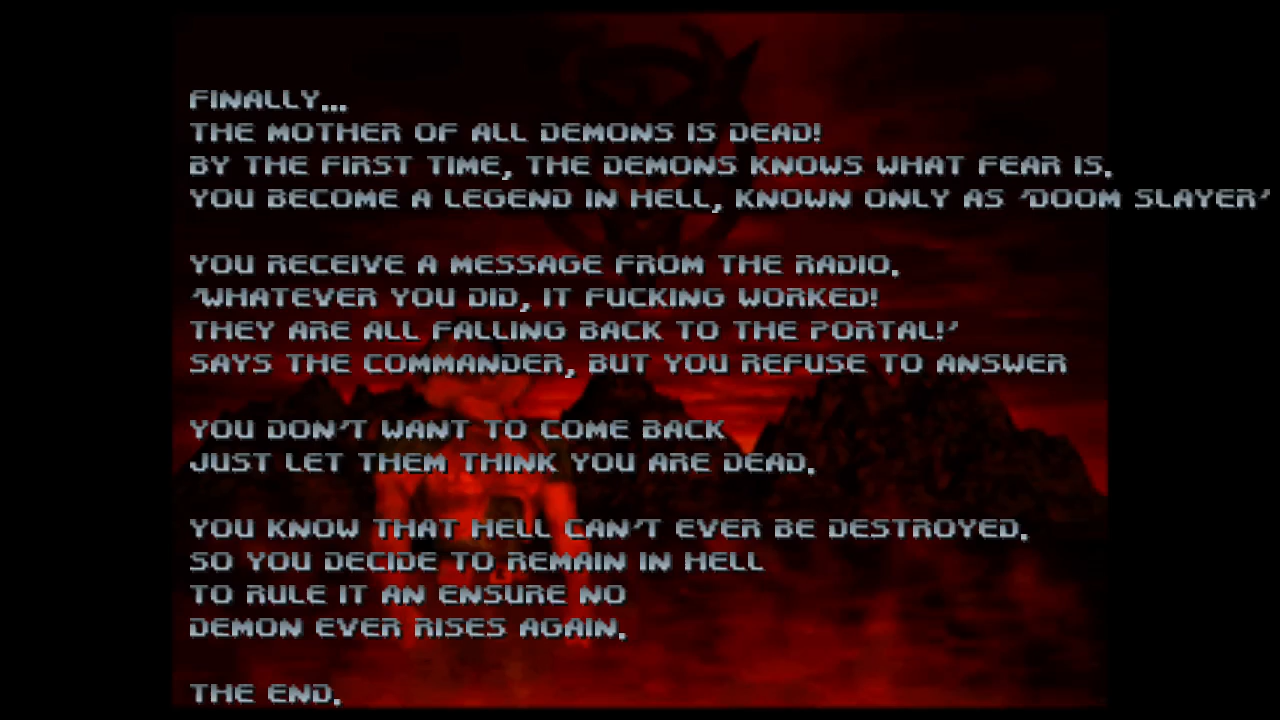 FINALLY...
THE MOTHER OF ALL DEMONS IS DEAD!
BY THE FIRST TIME, THE DEMONS KNOWS WHAT FEAR IS.
YOU BECOME A LEGEND IN HELL, KNOWN ONLY AS 'DOOM SLAYER'
YOU RECEIVE A MESSAGE FROM THE RADIO.
'WHATEVER YOU DID, IT FUCKING WORKED!
THEY ARE ALL FALLING BACK TO THE PORTAL!'
SAYS THE COMMANDER, BUT YOU REFUSE TO ANSWER
YOU DON'T WANT TO COME BACK
JUST LET THEM THINK YOU ARE DEAD.
YOU KNOW THAT HELL CAN'T EVER BE DESTROYED.
SO YOU DECIDE TO REMAIN IN HELL
TO RULE IT AN ENSURE NO
DEMON EVER RISES AGAIN.
THE END.